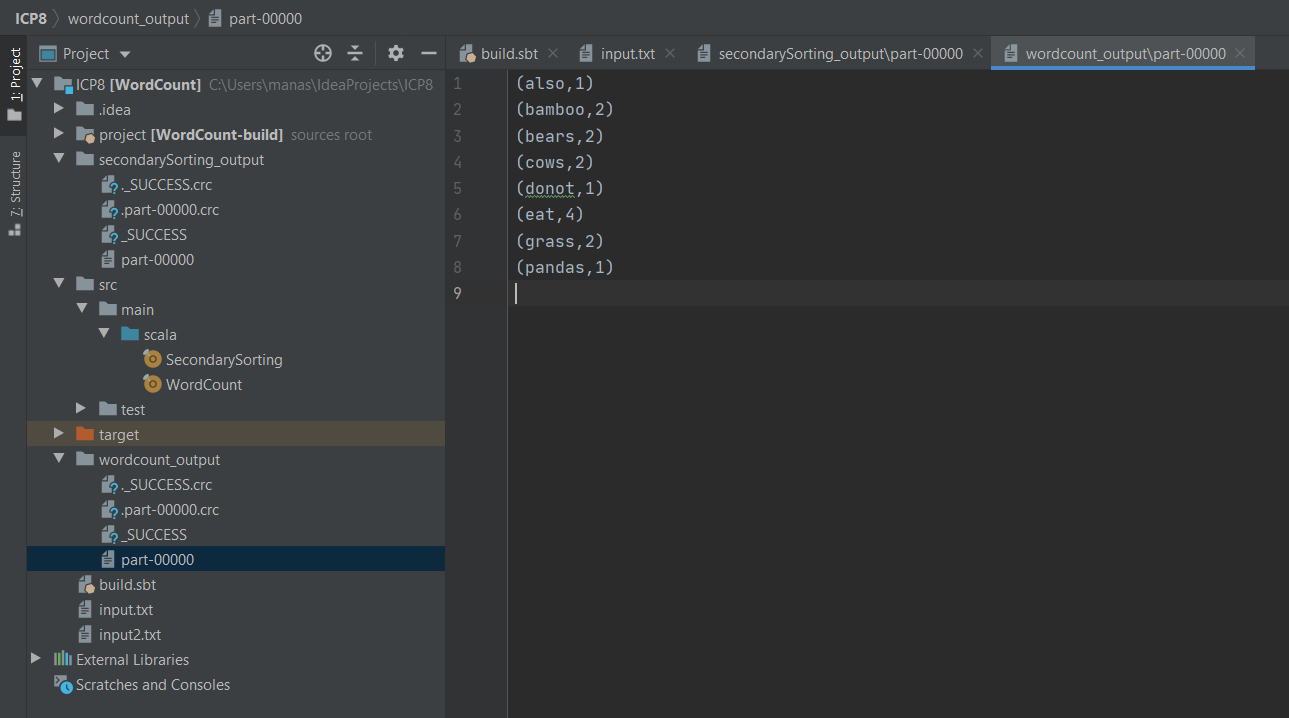 ICP8 wordcount_output part-00000
1: Project
7: Structure
Project
ICP8 [WordCount] C:\Users\manas\IdeaProjects\ICP8
.idea
project [WordCount-build] sources root
secondarySorting_output
._SUCCESS.crc
.part-00000.crc
_SUCCESS
part-00000
src
main
scala
SecondarySorting
WordCount
test
target
wordcount_output
._SUCCESS.crc
.part-00000.crc
_SUCCESS
part-00000
build.sbt
input.txt
input2.txt
External Libraries
Scratches and Consoles
build.sbt input.txt secondarySorting_output\part-00000 wordcount_output\part-00000
1 (also,1)
2 (bamboo,2)
3 (bears,2)
4 (cows,2)
5 (donot,1)
6 (eat,4)
7 (grass,2)
8 (pandas,1)
9